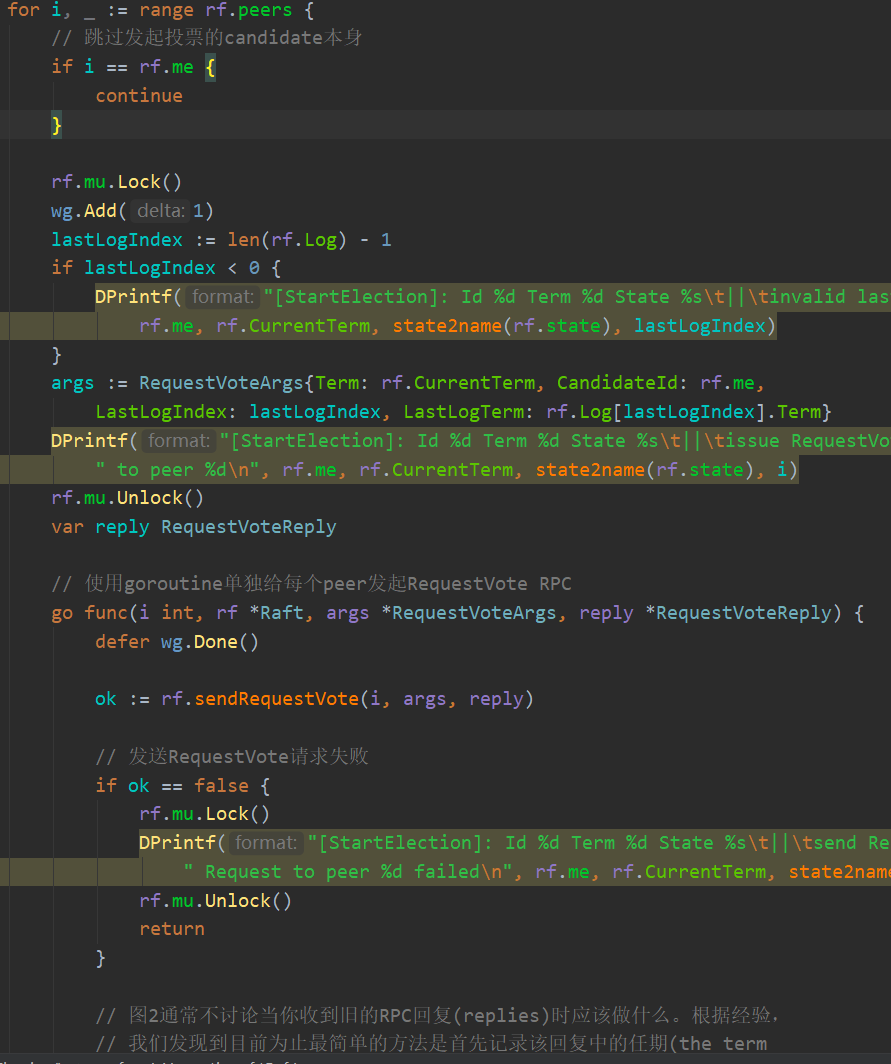 for i, _ := range rf.peers {
// 跳过发起投票的candidate本身
if i == rf.me {
continue
}
rf.mu.Lock()
wg.Add( delta: 1)
lastLogIndex := len(rf.Log) - 1
if lastLogIndex < 0 {
DPrintf( format: "[StartElection]: Id %d Term %d State %s\t||\tinvalid las
rf.me, rf.CurrentTerm, state2name(rf.state), lastLogIndex)
}
args := RequestVoteArgs{Term: rf.CurrentTerm, CandidateId: rf.me,
LastLogIndex: lastLogIndex, LastLogTerm: rf.Log[lastLogIndex].Term}
DPrintf( format: "[StartElection]: Id %d Term %d State %s\t||\tissue RequestVo
" to peer %d\n", rf.me, rf.CurrentTerm, state2name(rf.state), i)
rf.mu.Unlock()
var reply RequestVoteReply
// 使用goroutine单独给每个peer发起RequestVote RPC
go func(i int, rf *Raft, args *RequestVoteArgs, reply *RequestVoteReply) {
defer wg.Done()
ok := rf.sendRequestVote(i, args, reply)
// 发送RequestVote请求失败
if ok == false {
rf.mu.Lock()
DPrintf( format: "[StartElection]: Id %d Term %d State %s\t||\tsend Re
" Request to peer %d failed\n", rf.me, rf.CurrentTerm, state2name
rf.mu.Unlock()
return
}
// 图2通常不讨论当你收到旧的RPC回复(replies)时应该做什么。根据经验，
// 我们发现到目前为止最简单的方法是首先记录该回复中的任期(the term